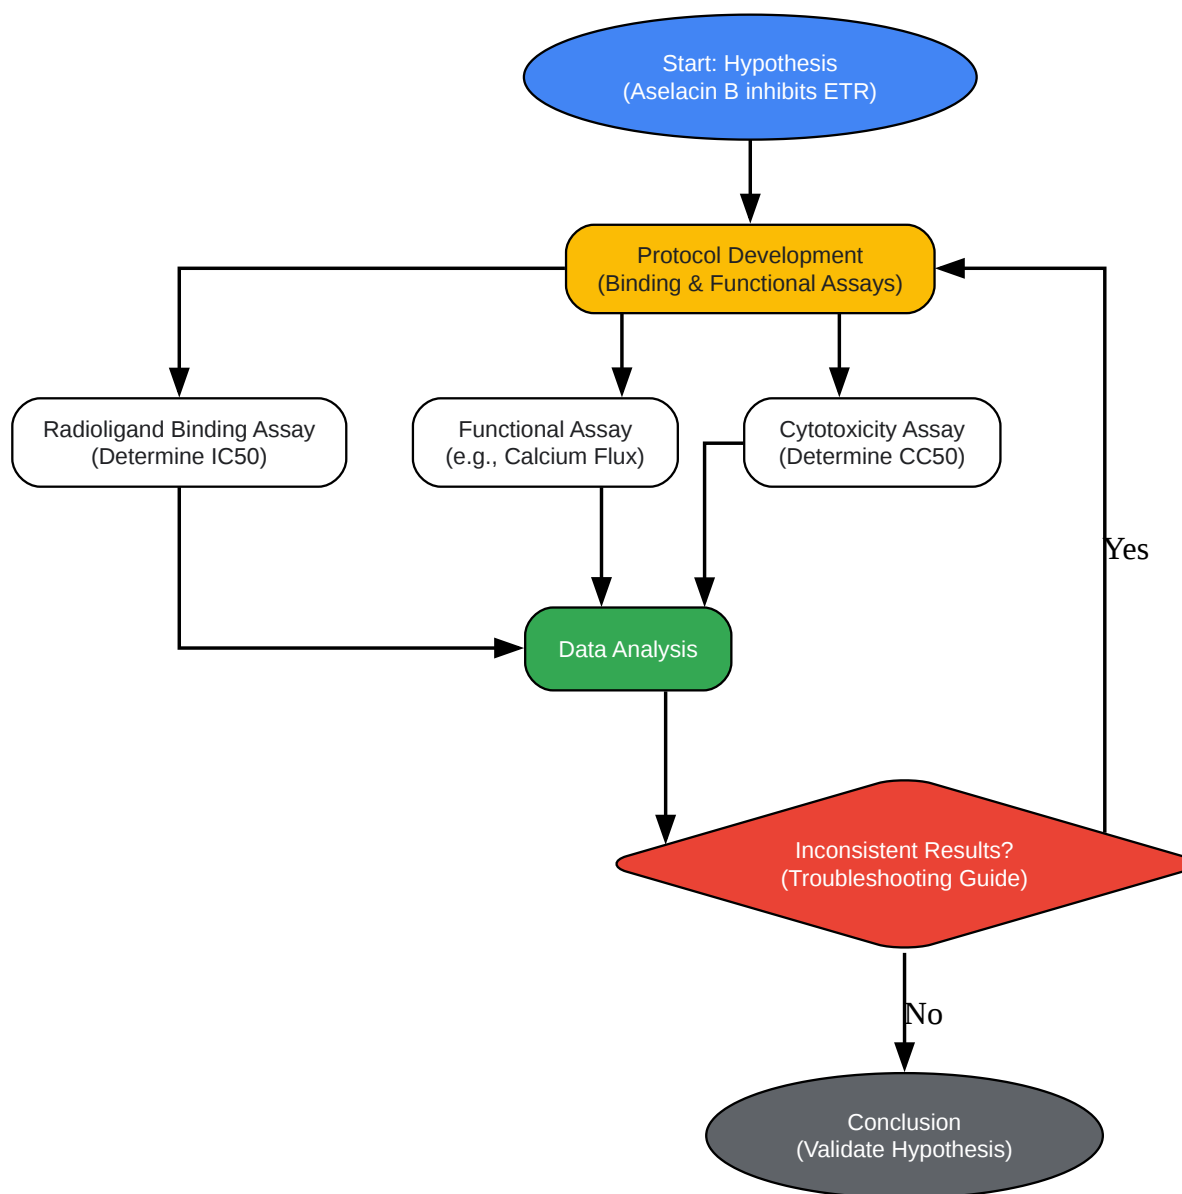 Start: Hypothesis
(Aselacin B inhibits ETR)
Protocol Development
(Binding & Functional Assays)
Radioligand Binding Assay
(Determine IC50)
Functional Assay
(e.g., Calcium Flux)
Cytotoxicity Assay
(Determine CC50)
Yes
Data Analysis
Inconsistent Results?
(Troubleshooting Guide)
No
Conclusion
(Validate Hypothesis)